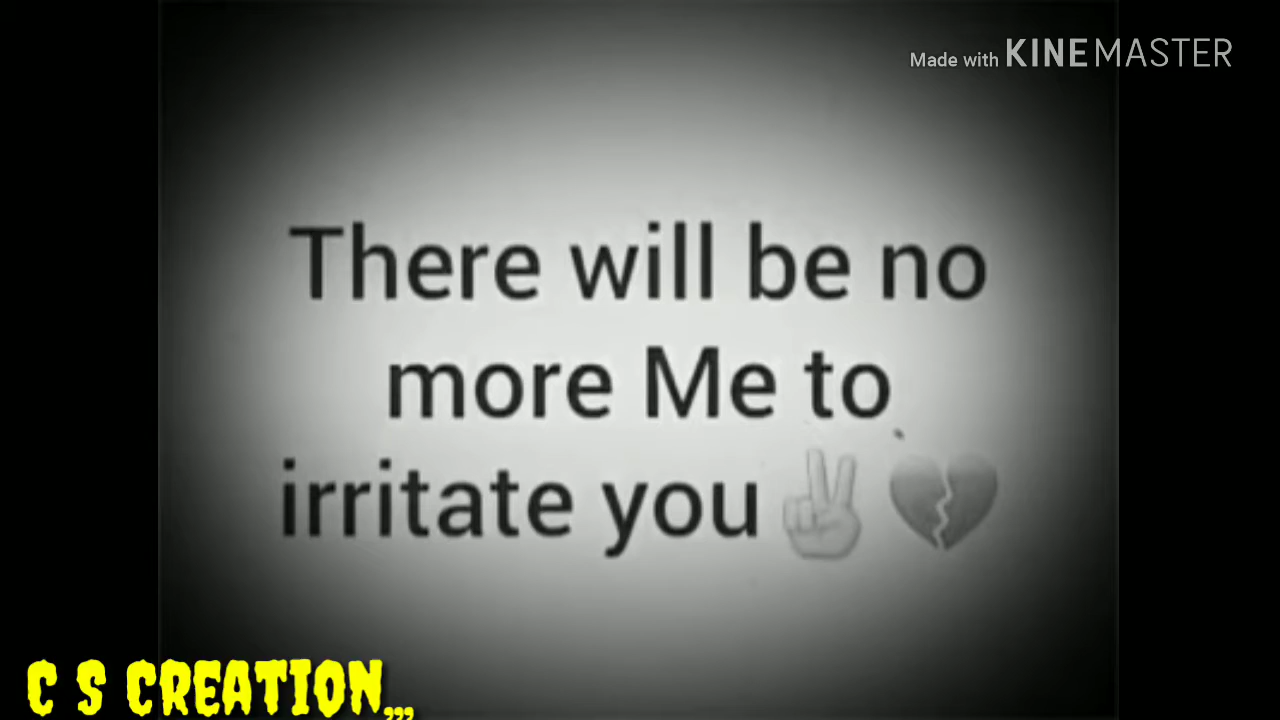 Made with KINEMASTER
There will be no
more Me to
irritate you✌💔
C S CREATION,,,